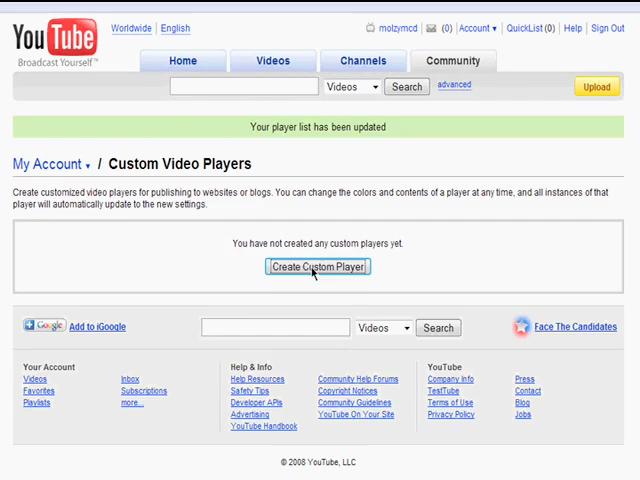 YouTube Worldwide | English molzymcd (0) Account ▾ QuickList (0) | Help | Sign Out
Broadcast Yourself™ Home Videos Channels Community
Videos Search advanced Upload
Your player list has been updated
My Account ▾ / Custom Video Players
Create customized video players for publishing to websites or blogs. You can change the colors and contents of a player at any time, and all instances of that
player will automatically update to the new settings.
You have not created any custom players yet.
Create Custom Player
Google Add to iGoogle Videos Search Face The Candidates
Your Account Help & Info YouTube
Videos Inbox Help Resources Community Help Forums Company Info Press
Favorites Subscriptions Safety Tips Copyright Notices TestTube Contact
Playlists more... Developer APIs Community Guidelines Terms of Use Blog
Advertising YouTube On Your Site Privacy Policy Jobs
YouTube Handbook
© 2008 YouTube, LLC